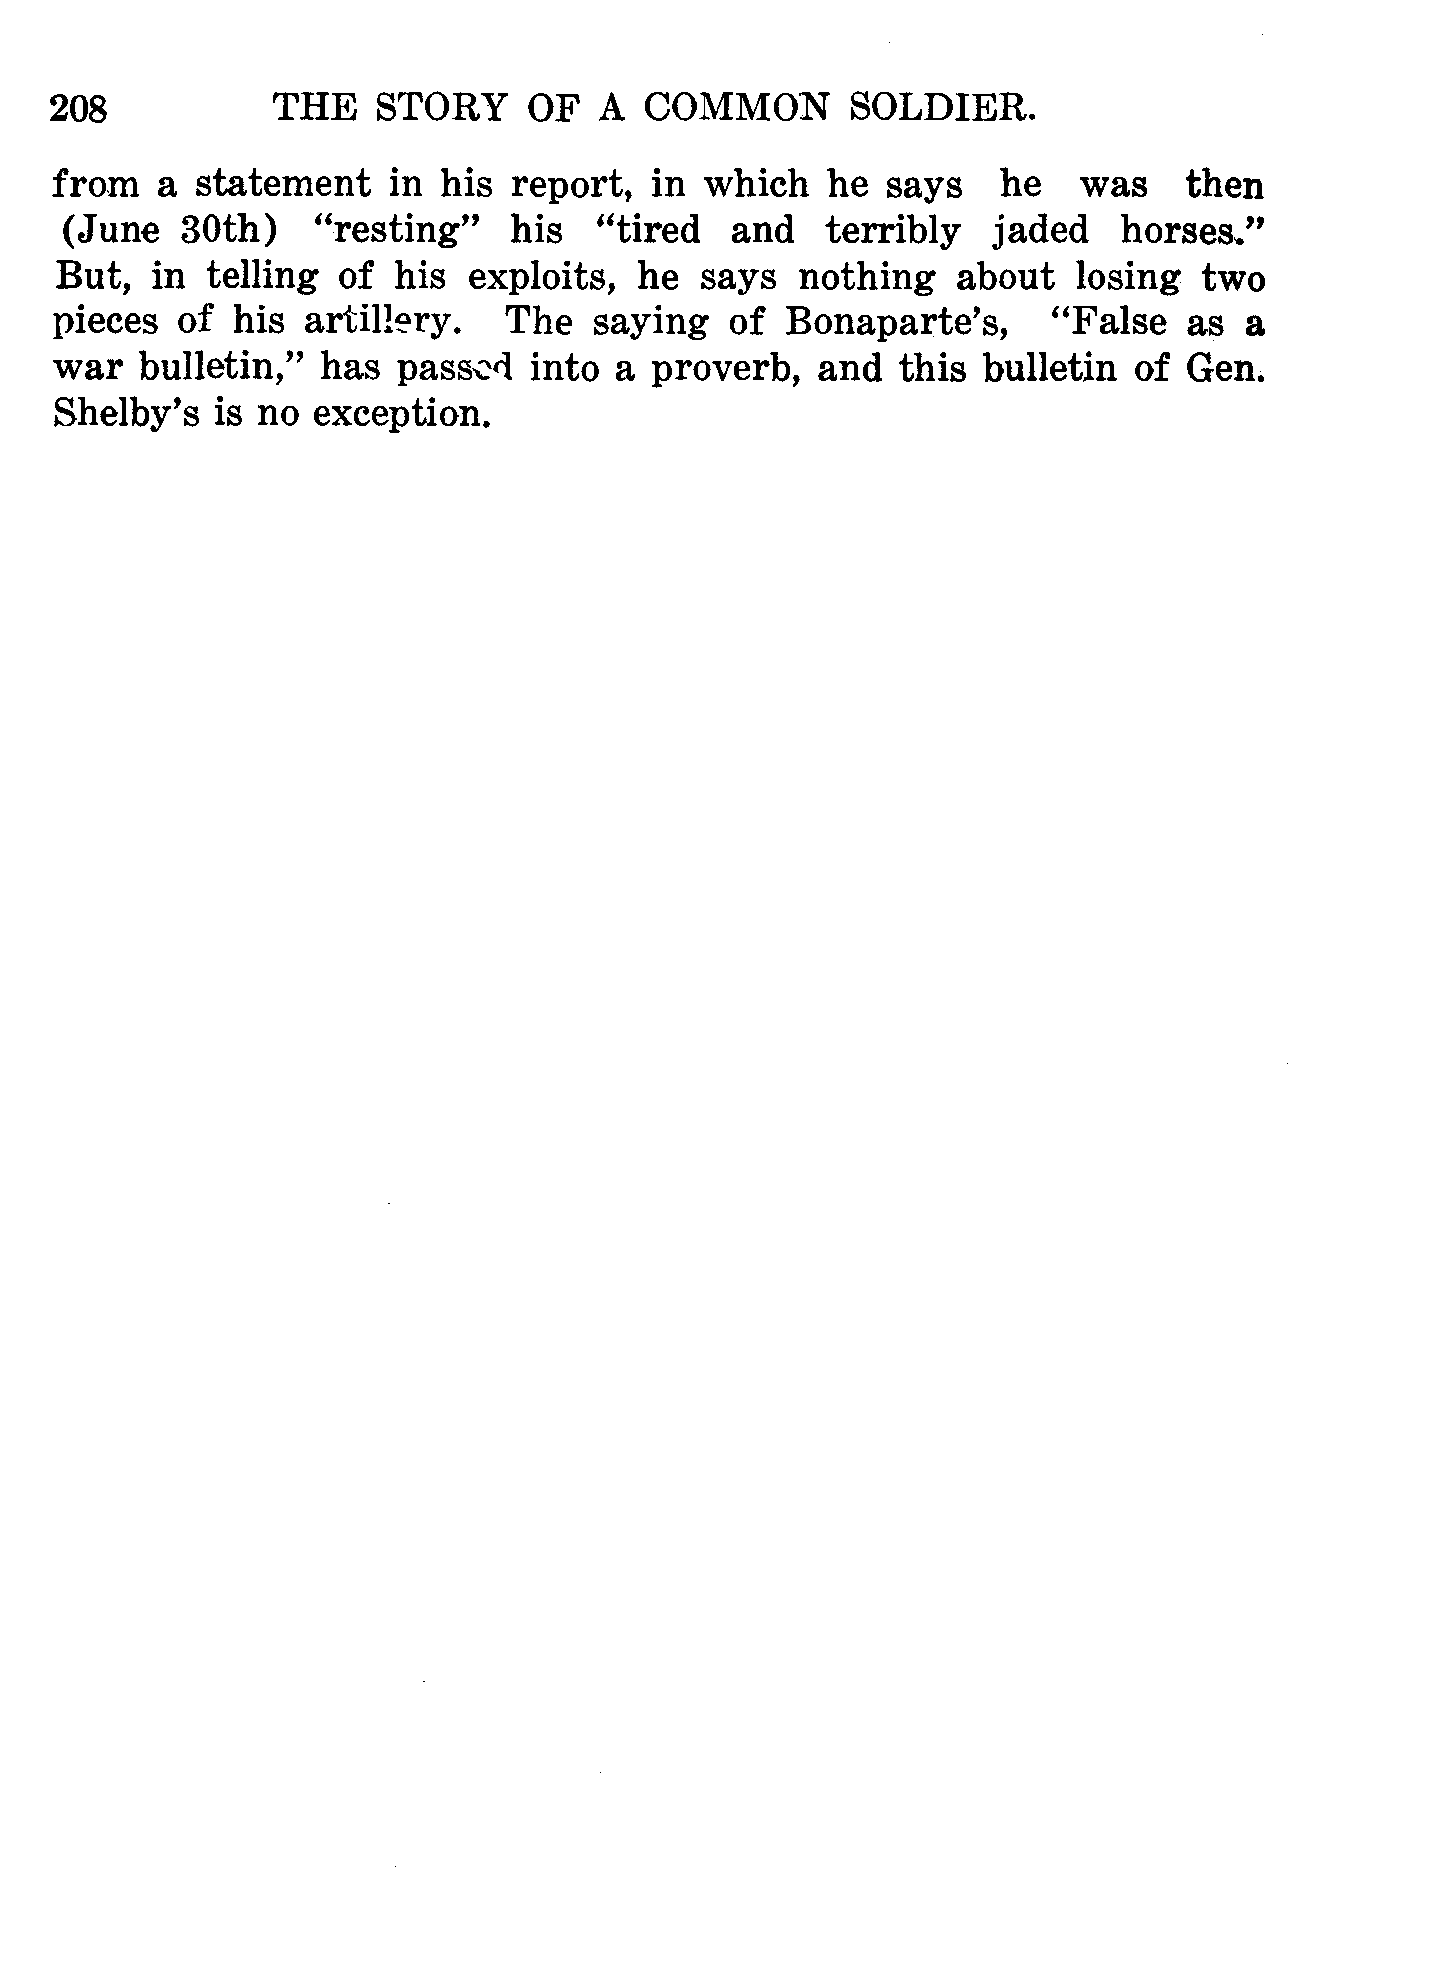 208 THE STORY OF A COMMON SOLDIER.
from a statement in his report, in which he says he was then
(June 30th) “resting” his “tired and terribly jaded horses.”
But, in telling of his exploits, he says nothing about losing two
pieces of his artillery. The saying of Bonaparte’s, “False as a
war bulletin,” has passed into a proverb, and this bulletin of Gen.
Shelby’s is no exception.